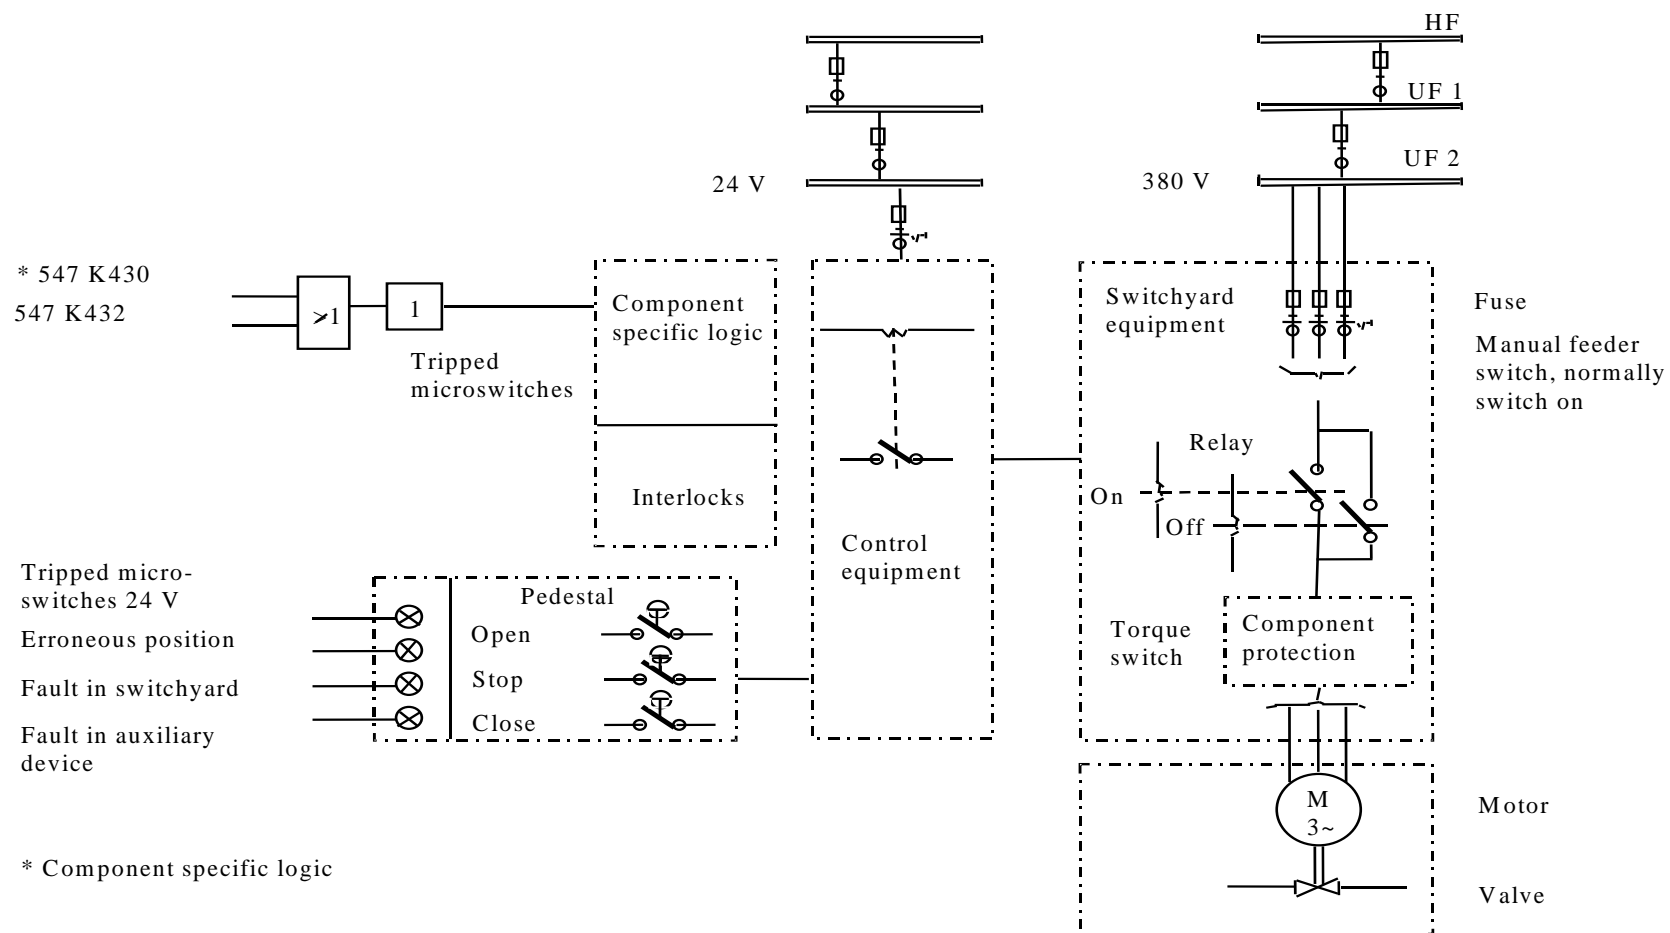 HF
UF 1
UF 2
24 V
380 V
* 547 K430
547 K432
>1
1
Tripped
microswitches
Component
specific logic
Interlocks
Switchyard
equipment
Fuse
Manual feeder
switch, normally
switch on
Relay
On
Off
Control
equipment
Tripped micro-
switches 24 V
Erroneous position
Fault in switchyard
Fault in auxiliary
device
Pedestal
Open
Stop
Close
Torque
switch
Component
protection
M
3~
Motor
Valve
* Component specific logic